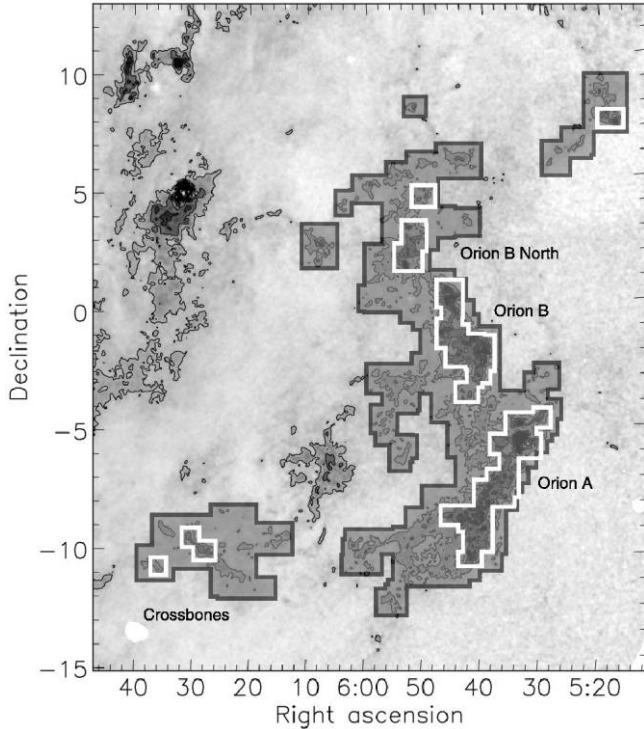 10
5
0
−5
−10
−15
Declination
Orion B North
Orion B
Orion A
Crossbones
40 30 20 10 6:00 50 40 30 5:20
Right ascension